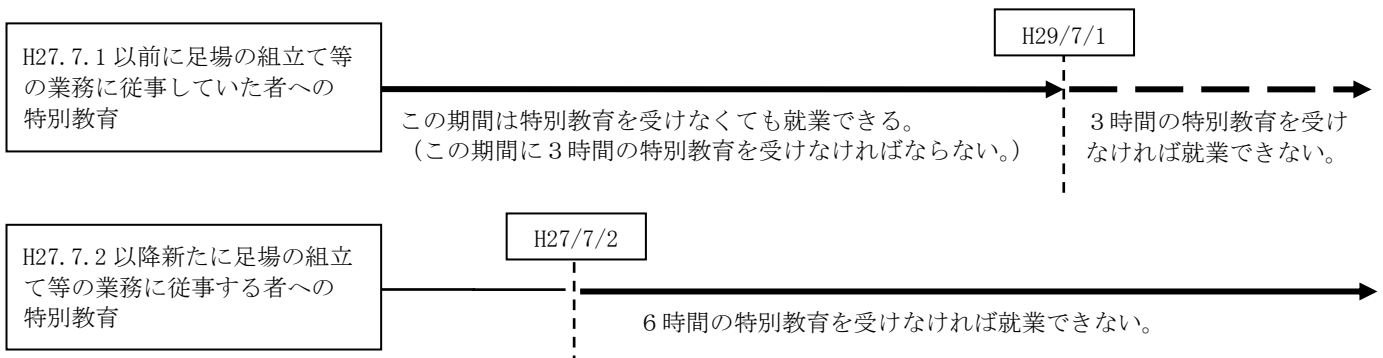 H29/7/1
H27.7.1以前に足場の組立て等
の業務に従事していた者への
特別教育
この期間は特別教育を受けなくても就業できる。
（この期間に３時間の特別教育を受けなければならない。）
３時間の特別教育を受け
なければ就業できない。
H27/7/2
H27.7.2以降新たに足場の組立
て等の業務に従事する者への
特別教育
６時間の特別教育を受けなければ就業できない。